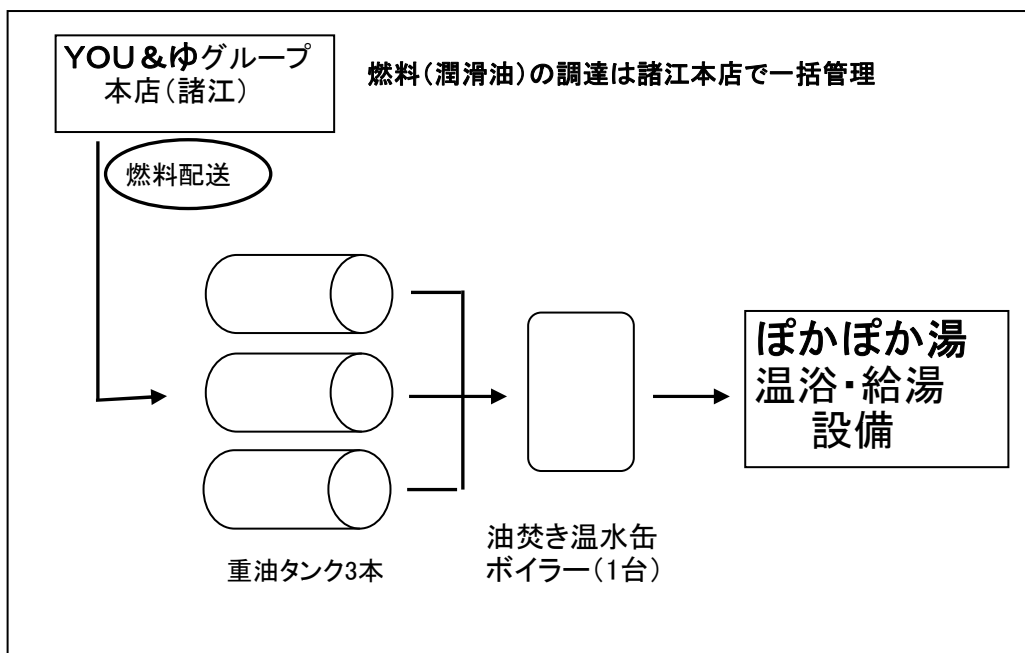 YOU&ゆグループ
本店(諸江)
燃料(潤滑油)の調達は諸江本店で一括管理
燃料配送
ぽかぽか湯
温浴・給湯
設備
油焚き温水缶
ボイラー(1台)
重油タンク3本